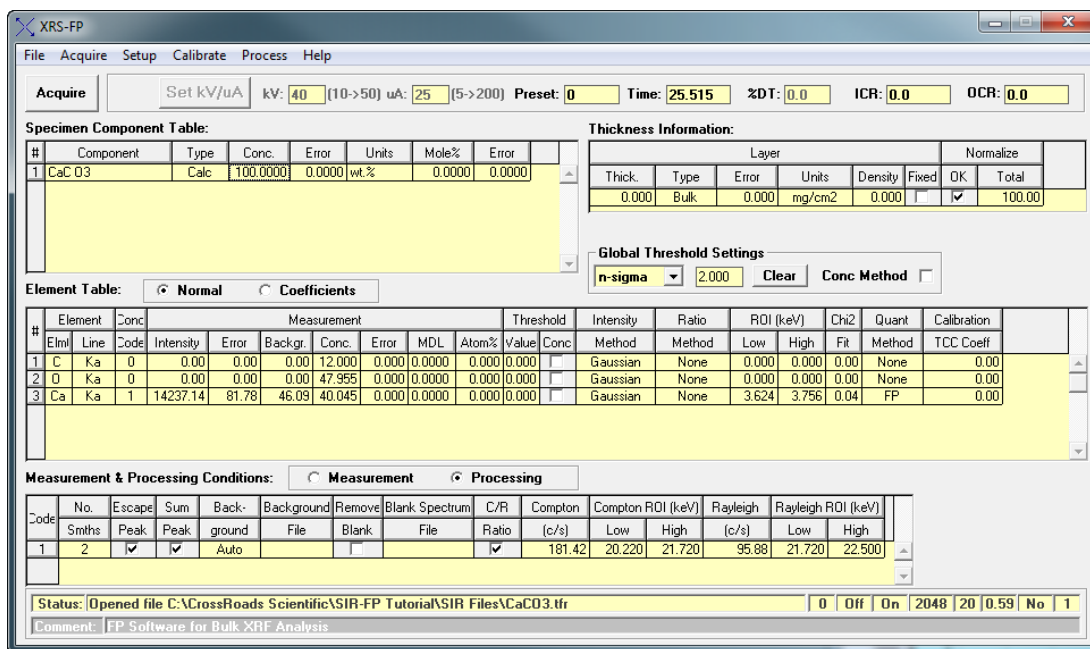 XRS-FP
File Acquire Setup Calibrate Process Help
Acquire Set kV/uA kV: 40 (10->50) uA: 25 (5->200) Preset: 0 Time: 25.515 %DT: 0.0 ICR: 0.0 OCR: 0.0
Specimen Component Table:
# Component Type Conc. Error Units Mole% Error
1 CaC O3 Calc 100.0000 0.0000 wt.% 0.0000 0.0000
Thickness Information:
Layer Normalize
Thick. Type Error Units Density Fixed OK Total
0.000 Bulk 0.000 mg/cm2 0.000 100.00
Global Threshold Settings
n-sigma 2.000 Clear Conc Method
Element Table: Normal Coefficients
# Element Conc Measurement Threshold Intensity Ratio ROI (keV) Chi2 Quant Calibration
Elmt Line Code Intensity Error Backgr. Conc. Error MDL Atom% Value Conc Method Method Low High Fit Method TCC Coeff
1 C Ka 0 0.00 0.00 0.00 12.000 0.000 0.0000 0.000 0.000 Gaussian None 0.000 0.000 0.00 None 0.00
2 O Ka 0 0.00 0.00 0.00 47.955 0.000 0.0000 0.000 0.000 Gaussian None 0.000 0.000 0.00 None 0.00
3 Ca Ka 1 14237.14 81.78 46.09 40.045 0.000 0.0000 0.000 0.000 Gaussian None 3.624 3.756 0.04 FP 0.00
Measurement & Processing Conditions: Measurement Processing
Code No. Escape Sum Back- Background Remove Blank Spectrum C/R Compton Compton ROI (keV) Rayleigh Rayleigh ROI (keV)
Smths Peak Peak ground File Blank File Ratio (c/s) Low High (c/s) Low High
1 2 Auto 181.42 20.220 21.720 95.88 21.720 22.500
Status: Opened file C:\CrossRoads Scientific\SIR-FP Tutorial\SIR Files\CaCO3.tfr 0 Off On 2048 20 0.59 No 1
Comment: FP Software for Bulk XRF Analysis